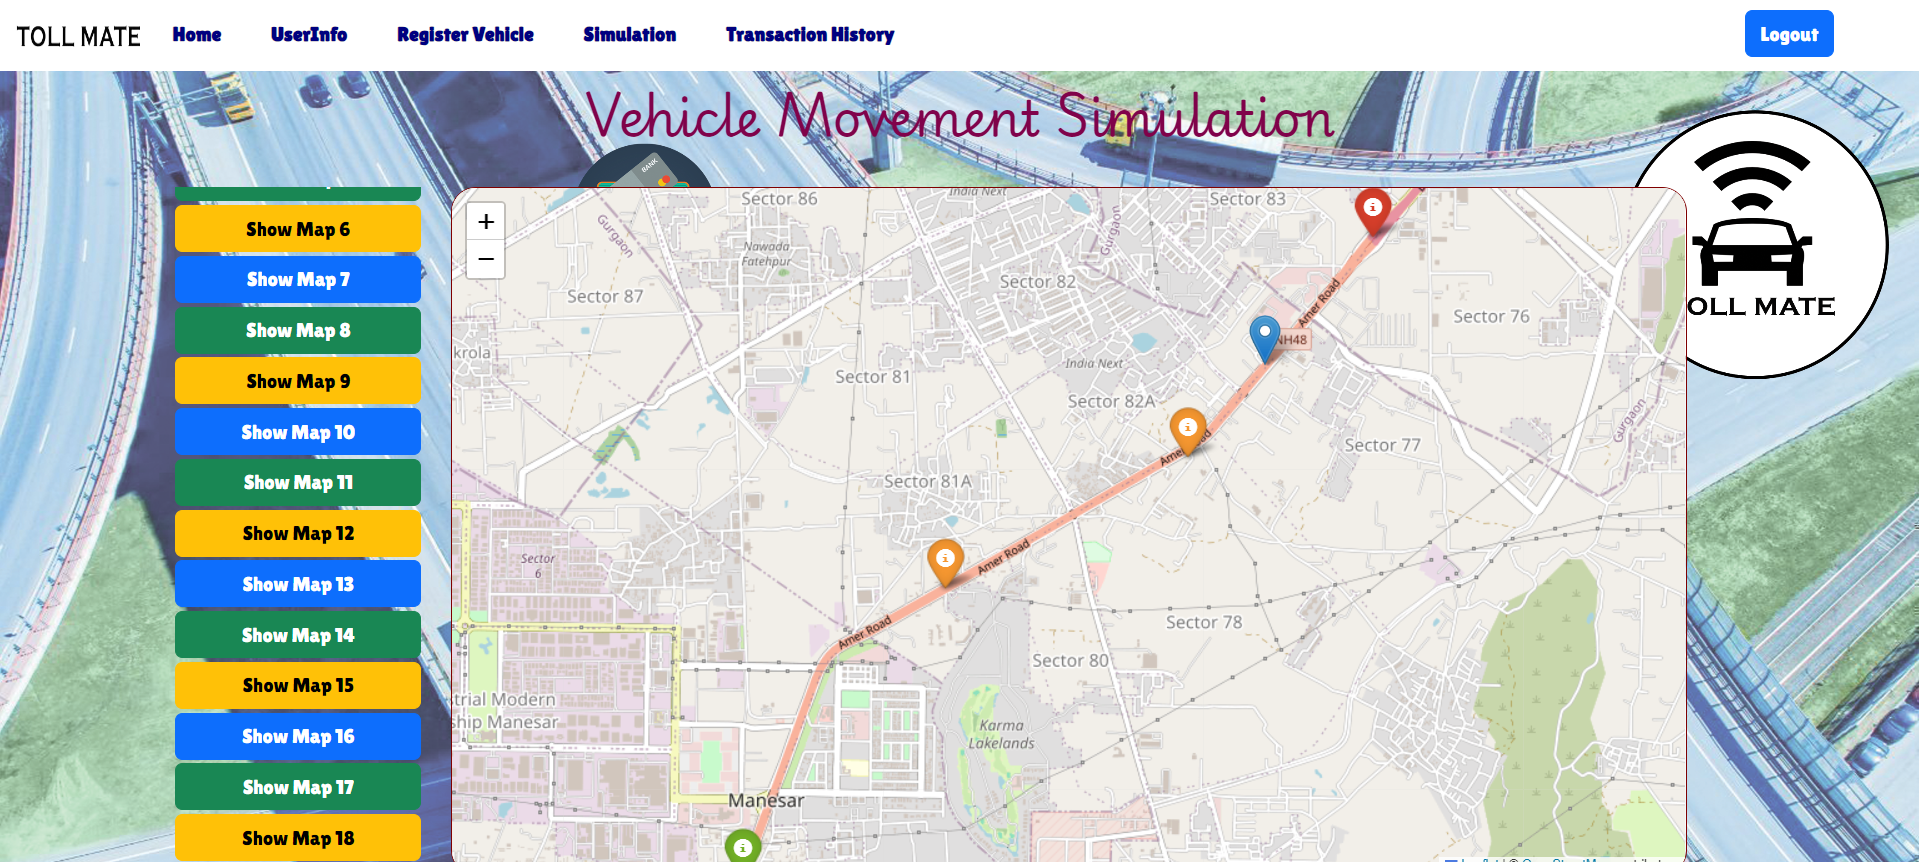 TOLL MATE
Home
UserInfo
Register Vehicle
Simulation
Transaction History
Logout
Vehicle Movement Simulation
BANK
Show Map 6
Show Map 7
Show Map 8
Show Map 9
Show Map 10
Show Map 11
Show Map 12
Show Map 13
Show Map 14
Show Map 15
Show Map 16
Show Map 17
Show Map 18
+
−
Sector 86
India Next
Sector 83
Gurgaon
Gurgaon
Nawada
Fatehpur
Sector 87
Sector 82
Amer Road
Sector 76
NH48
krola
India Next
Sector 81
Sector 82A
Gurgaon
Sector 77
Sector 81A
Sector
6
Amer Road
Amer Road
Sector 78
Sector 80
strial Modern
ship Manesar
Karma
Lakelands
Manesar
OLL MATE